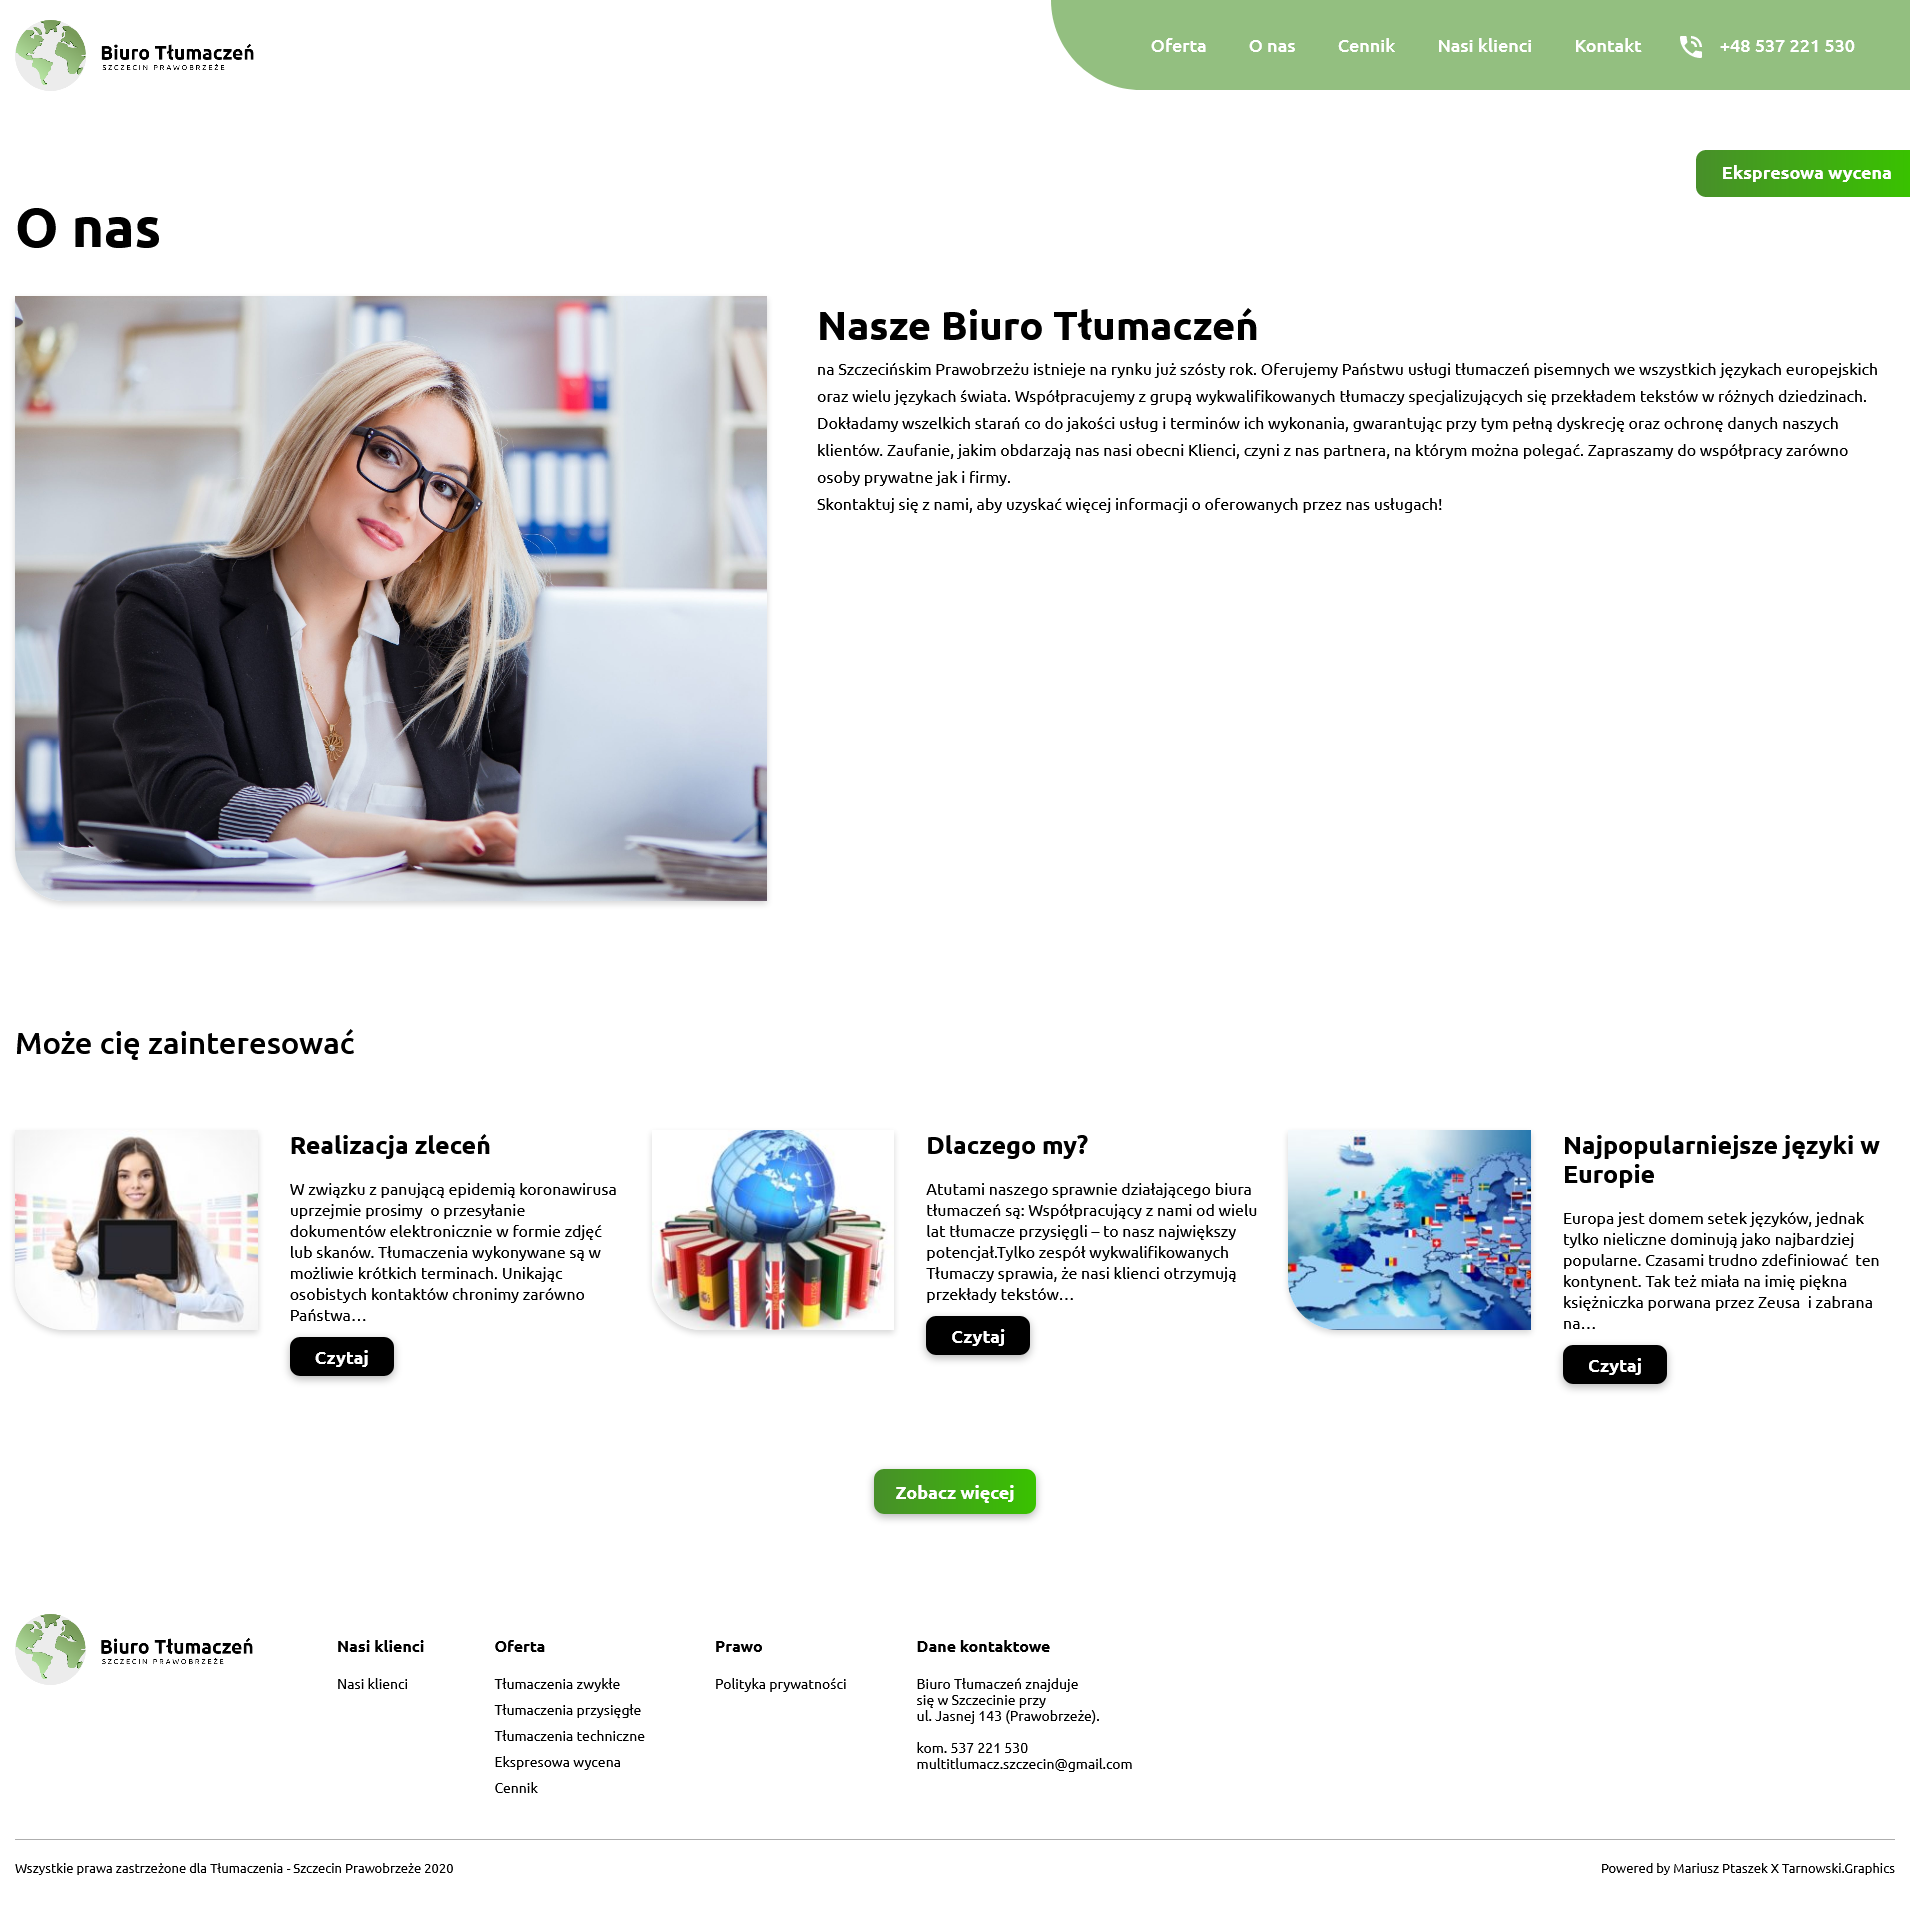 Biuro Tłumaczeń
SZCZECIN PRAWOBRZEŻE
Oferta
O nas
Cennik
Nasi klienci
Kontakt
+48 537 221 530
Ekspresowa wycena
O nas
Nasze Biuro Tłumaczeń
na Szczecińskim Prawobrzeżu istnieje na rynku już szósty rok. Oferujemy Państwu usługi tłumaczeń pisemnych we wszystkich językach europejskich
oraz wielu językach świata. Współpracujemy z grupą wykwalifikowanych tłumaczy specjalizujących się przekładem tekstów w różnych dziedzinach.
Dokładamy wszelkich starań co do jakości usług i terminów ich wykonania, gwarantując przy tym pełną dyskrecję oraz ochronę danych naszych
klientów. Zaufanie, jakim obdarzają nas nasi obecni Klienci, czyni z nas partnera, na którym można polegać. Zapraszamy do współpracy zarówno
osoby prywatne jak i firmy.
Skontaktuj się z nami, aby uzyskać więcej informacji o oferowanych przez nas usługach!
Może cię zainteresować
Realizacja zleceń
W związku z panującą epidemią koronawirusa
uprzejmie prosimy  o przesyłanie
dokumentów elektronicznie w formie zdjęć
lub skanów. Tłumaczenia wykonywane są w
możliwie krótkich terminach. Unikając
osobistych kontaktów chronimy zarówno
Państwa…
Czytaj
Dlaczego my?
Atutami naszego sprawnie działającego biura
tłumaczeń są: Współpracujący z nami od wielu
lat tłumacze przysięgli – to nasz największy
potencjał.Tylko zespół wykwalifikowanych
Tłumaczy sprawia, że nasi klienci otrzymują
przekłady tekstów…
Czytaj
Najpopularniejsze języki w
Europie
Europa jest domem setek języków, jednak
tylko nieliczne dominują jako najbardziej
popularne. Czasami trudno zdefiniować  ten
kontynent. Tak też miała na imię piękna
księżniczka porwana przez Zeusa  i zabrana
na…
Czytaj
Zobacz więcej
Biuro Tłumaczeń
SZCZECIN PRAWOBRZEŻE
Nasi klienci
Nasi klienci
Oferta
Tłumaczenia zwykłe
Tłumaczenia przysięgłe
Tłumaczenia techniczne
Ekspresowa wycena
Cennik
Prawo
Polityka prywatności
Dane kontaktowe
Biuro Tłumaczeń znajduje
się w Szczecinie przy
ul. Jasnej 143 (Prawobrzeże).
kom. 537 221 530
multitlumacz.szczecin@gmail.com
Wszystkie prawa zastrzeżone dla Tłumaczenia - Szczecin Prawobrzeże 2020
Powered by Mariusz Ptaszek X Tarnowski.Graphics